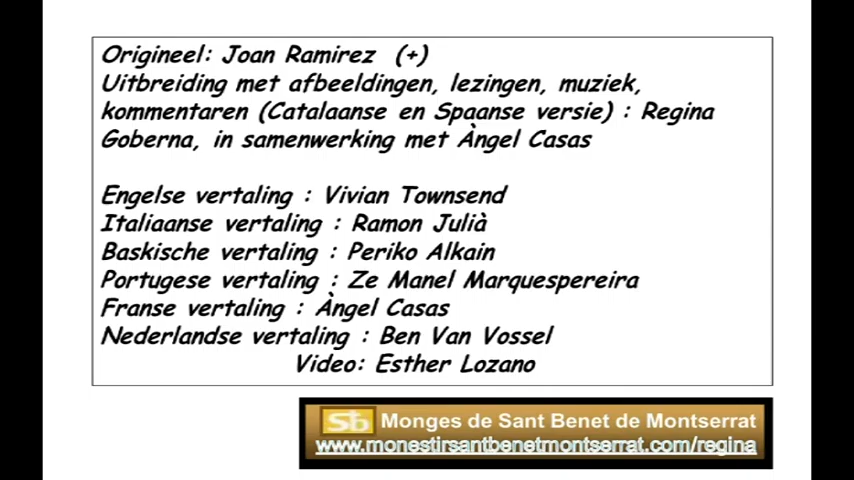 Origineel: Joan Ramirez (+)
Uitbreiding met afbeeldingen, lezingen, muziek,
kommentaren (Catalaanse en Spaanse versie) : Regina
Goberna, in samenwerking met Àngel Casas
Engelse vertaling : Vivian Townsend
Italiaanse vertaling : Ramon Julià
Baskische vertaling : Periko Alkain
Portugese vertaling : Ze Manel Marquespereira
Franse vertaling : Àngel Casas
Nederlandse vertaling : Ben Van Vossel
Video: Esther Lozano
Sb Monges de Sant Benet de Montserrat
www.monestirsantbenetmontserrat.com/regina